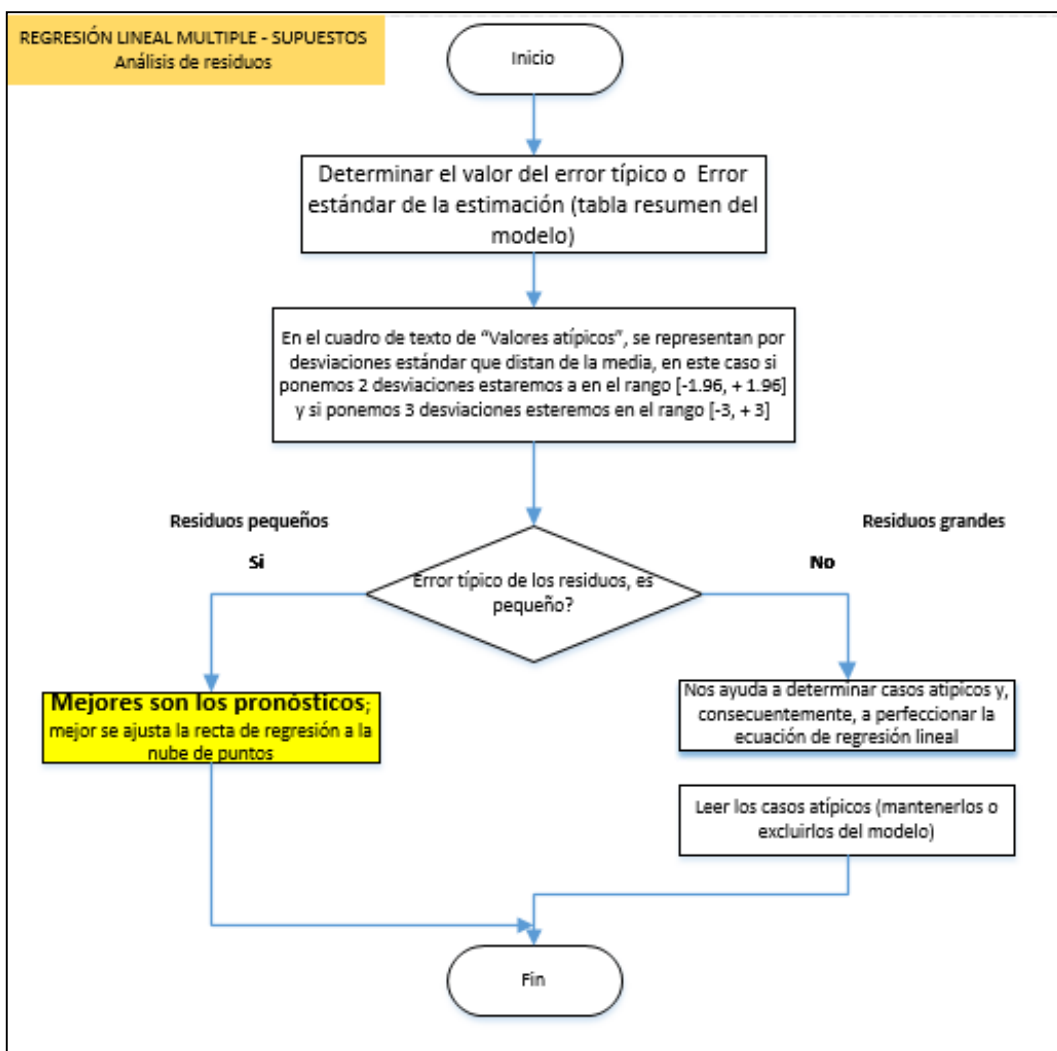 REGRESIÓN LINEAL MULTIPLE - SUPUESTOS
Análisis de residuos
Inicio
Determinar el valor del error típico o Error
estándar de la estimación (tabla resumen del
modelo)
En el cuadro de texto de “Valores atípicos”, se representan por
desviaciones estándar que distan de la media, en este caso si
ponemos 2 desviaciones estaremos a en el rango [-1.96, + 1.96]
y si ponemos 3 desviaciones esteremos en el rango [-3, + 3]
Residuos pequeños
Residuos grandes
Si
No
Error típico de los residuos, es
pequeño?
Mejores son los pronósticos;
mejor se ajusta la recta de regresión a la
nube de puntos
Nos ayuda a determinar casos atipicos y,
consecuentemente, a perfeccionar la
ecuación de regresión lineal
Leer los casos atípicos (mantenerlos o
excluirlos del modelo)
Fin